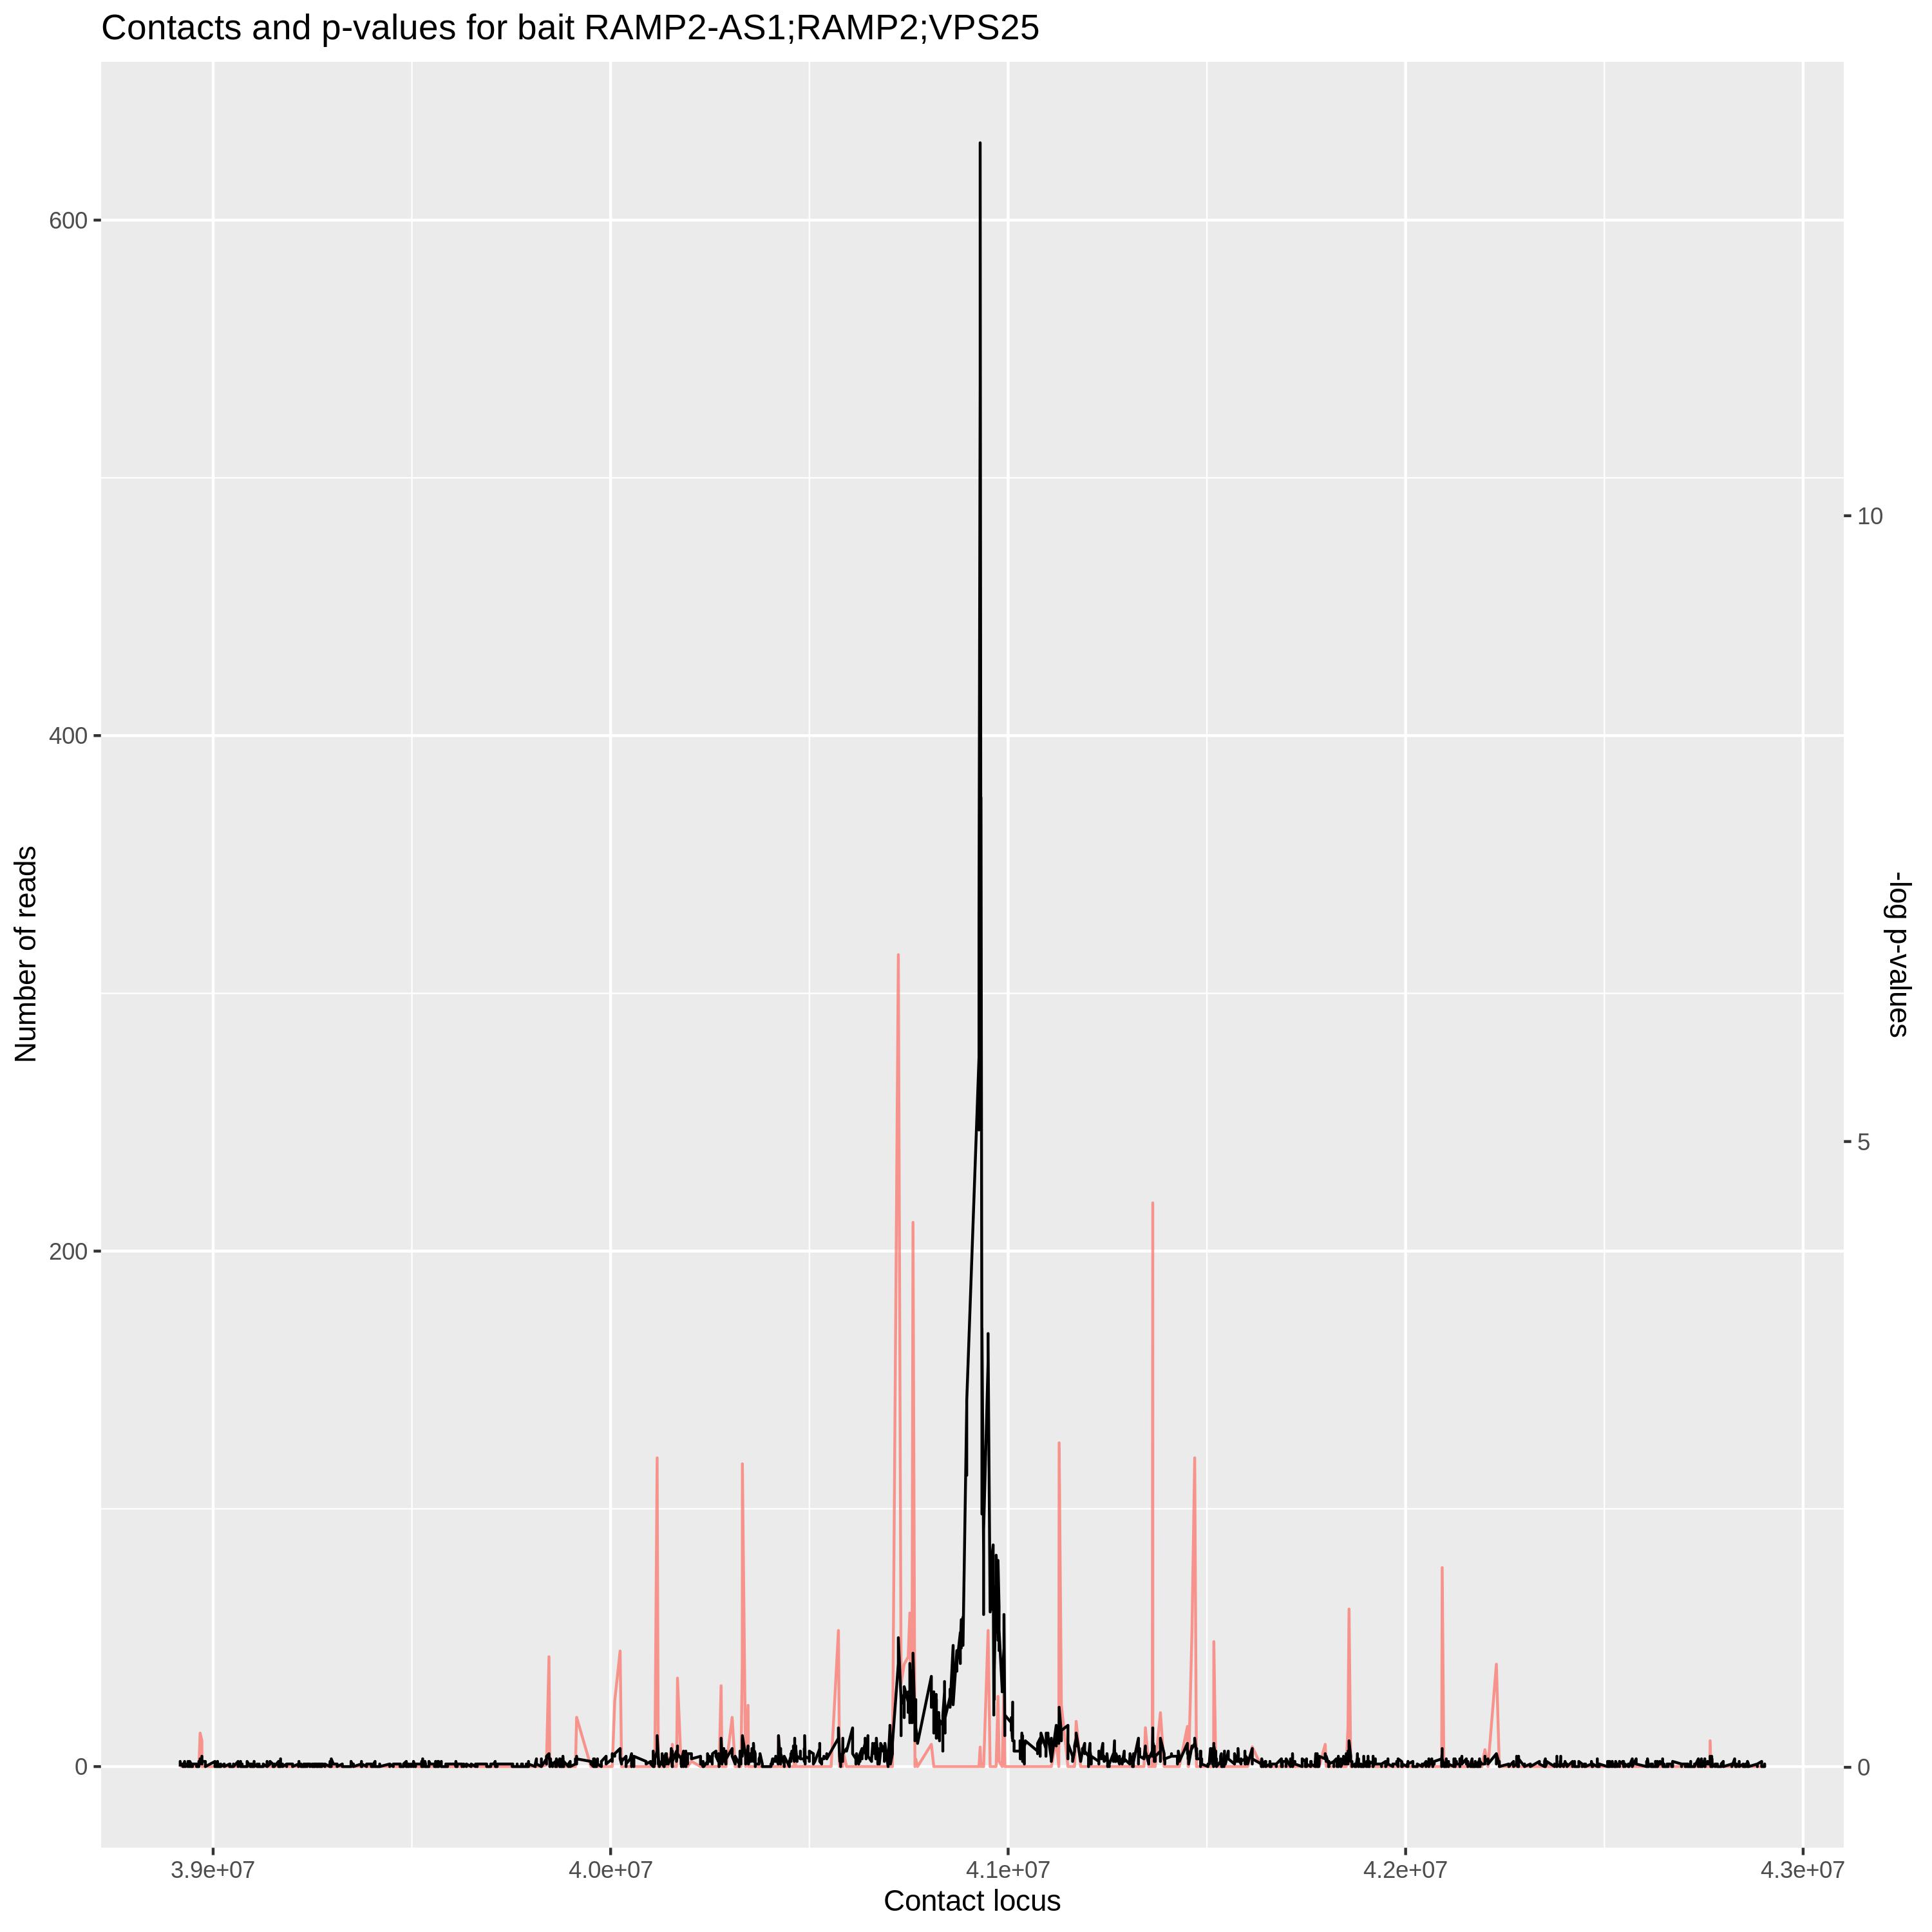 Contacts and p-values for bait RAMP2-AS1;RAMP2;VPS25
600
400
200
0
Number of reads
10
5
0
-log p-values
3.9e+07 4.0e+07 4.1e+07 4.2e+07 4.3e+07
Contact locus